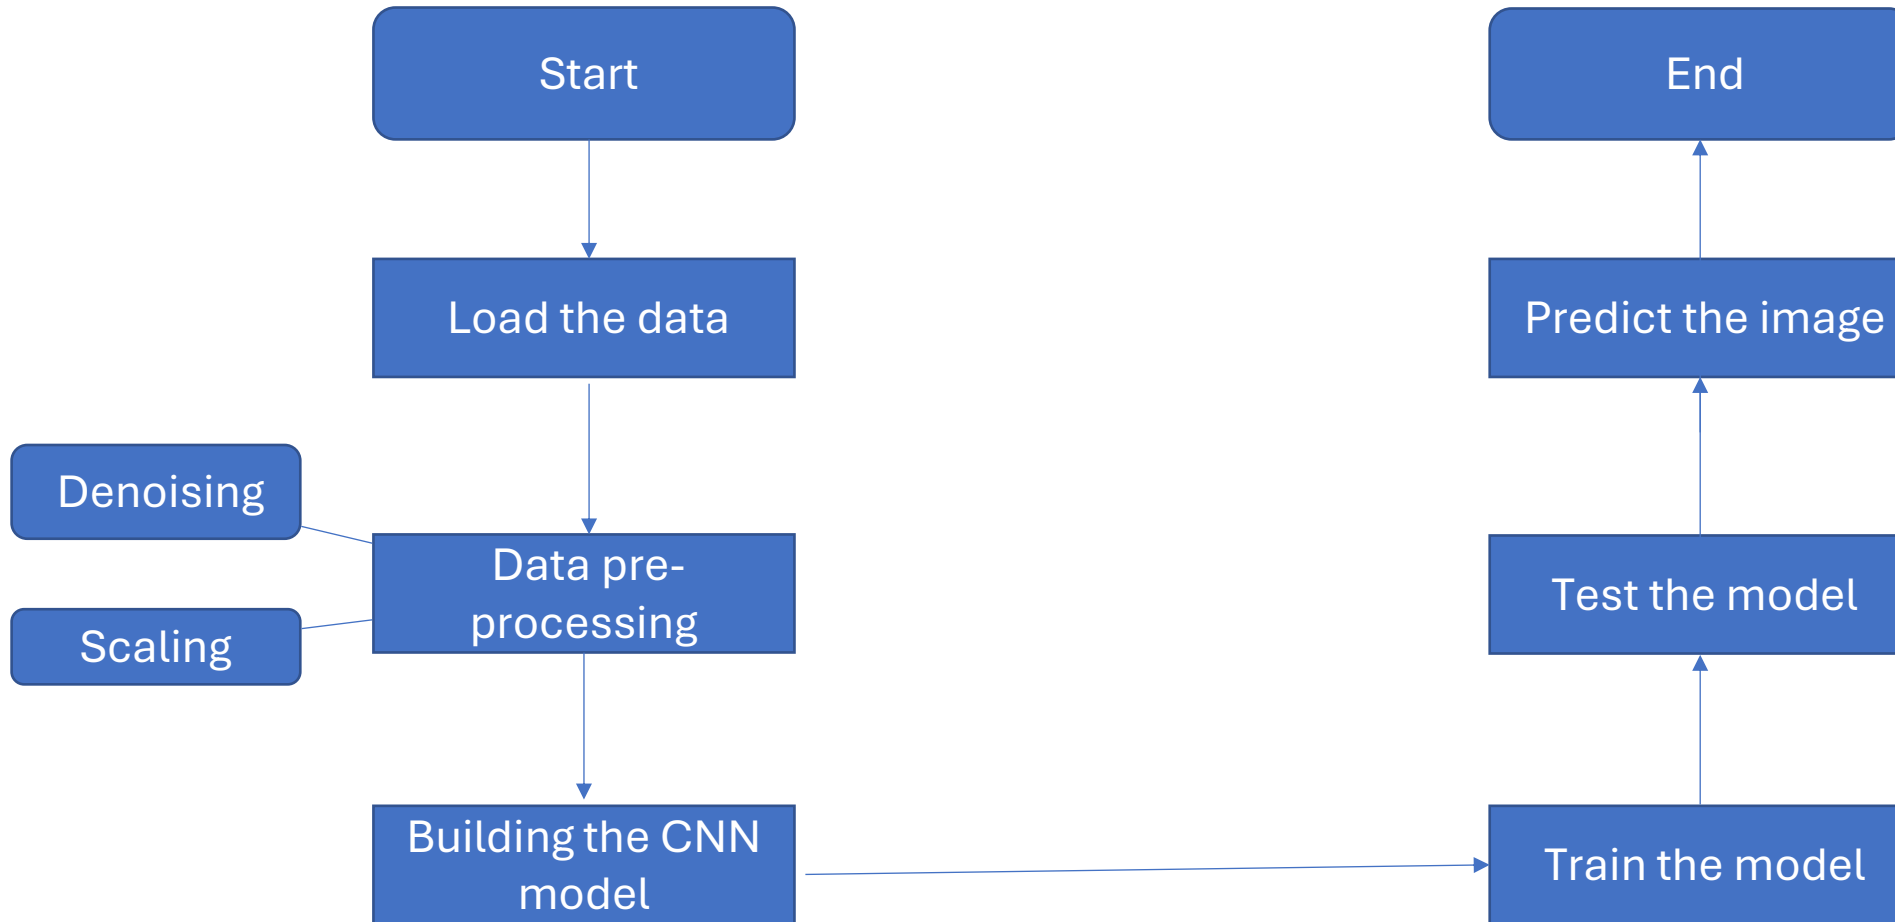 Start
Load the data
Denoising
Scaling
Data pre-
processing
Building the CNN
model
Train the model
Test the model
Predict the image
End